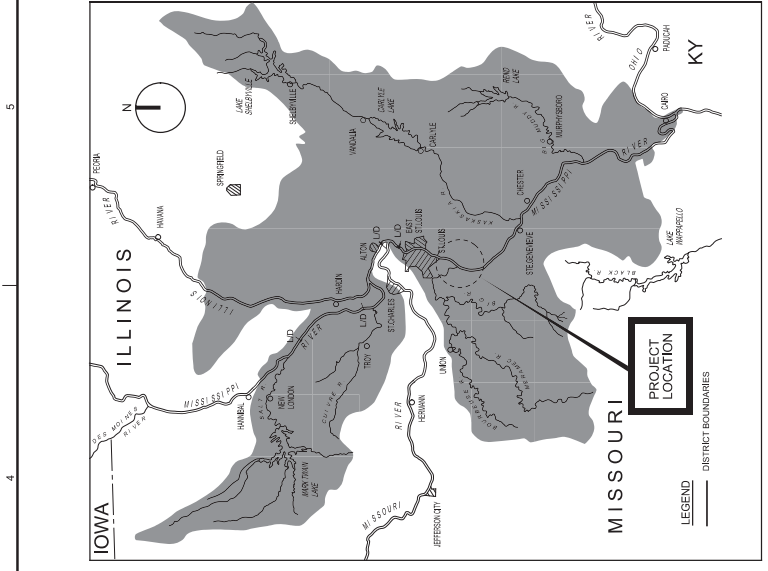 5
4
N
PEORIA
RIVER
HAVANA
SPRINGFIELD
LAKE
SHELBYVILLE
SHELBYVILLE
VANDALIA
CARLYLE
LAKE
CARLYLE
REND
LAKE
BIG MUDDY R
MURPHYSBORO
RIVER
OHIO
PADUCAH
KY
CAIRO
RIVER
MISSISSIPPI
CHESTER
KASKASKIA R
STE.GENEVIEVE
LAKE
WAPPAPELLO
BLACK R
ILLINOIS
ILLINOIS
HARDIN
ALTON
L/D
L/D
EAST
ST.LOUIS
ST.LOUIS
ST.CHARLES
L/D
L/D
RIVER
MISSISSIPPI
HANNIBAL
SALT R
NEW
LONDON
CUIVRE R
TROY
MARK TWAIN
LAKE
DES MOINES
RIVER
IOWA
MISSOURI
RIVER
HERMANN
JEFFERSON CITY
UNION
BIG R
MERAMEC R
BOURBEUSE R
MISSOURI
PROJECT
LOCATION
LEGEND
DISTRICT BOUNDARIES